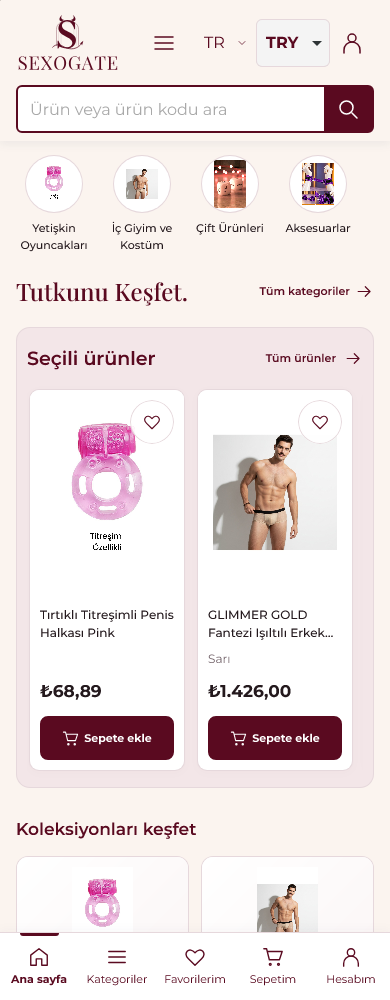 S
SEXOGATE
TR
TRY
Ürün veya ürün kodu ara
Yetişkin
Oyuncakları
İç Giyim ve
Kostüm
Çift Ürünleri
Aksesuarlar
Tutkunu Keşfet.
Tüm kategoriler
Seçili ürünler
Tüm ürünler
Titreşim
Özellikli
Tırtıklı Titreşimli Penis
Halkası Pink
₺68,89
Sepete ekle
GLIMMER GOLD
Fantezi Işıltılı Erkek...
Sarı
₺1.426,00
Sepete ekle
Koleksiyonları keşfet
Ana sayfa
Kategoriler
Favorilerim
Sepetim
Hesabım